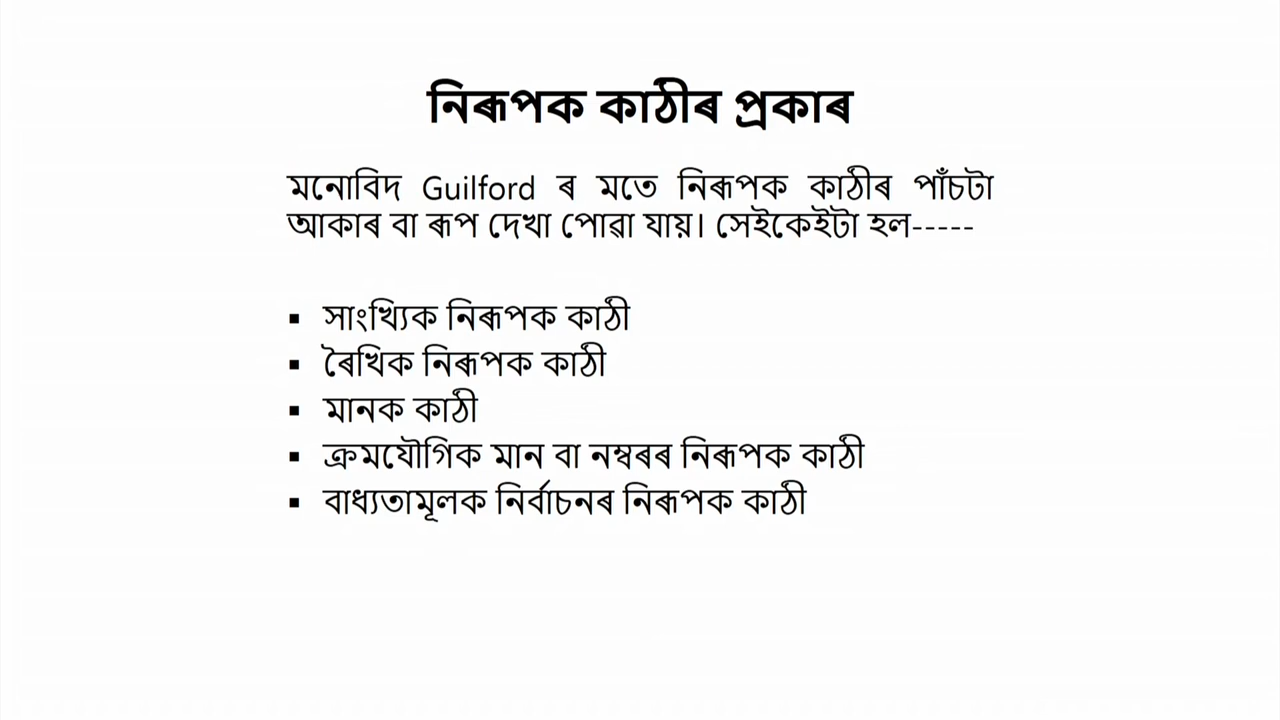 নিৰূপক কাঠীৰ প্ৰকাৰ
মনোবিদ Guilford ৰ মতে নিৰূপক কাঠীৰ পাঁচটা
আকাৰ বা ৰূপ দেখা পোৱা যায়। সেইকেইটা হল-----
▪ সাংখ্যিক নিৰূপক কাঠী
▪ ৰৈখিক নিৰূপক কাঠী
▪ মানক কাঠী
▪ ক্ৰমযৌগিক মান বা নম্বৰৰ নিৰূপক কাঠী
▪ বাধ্যতামূলক নিৰ্বাচনৰ নিৰূপক কাঠী